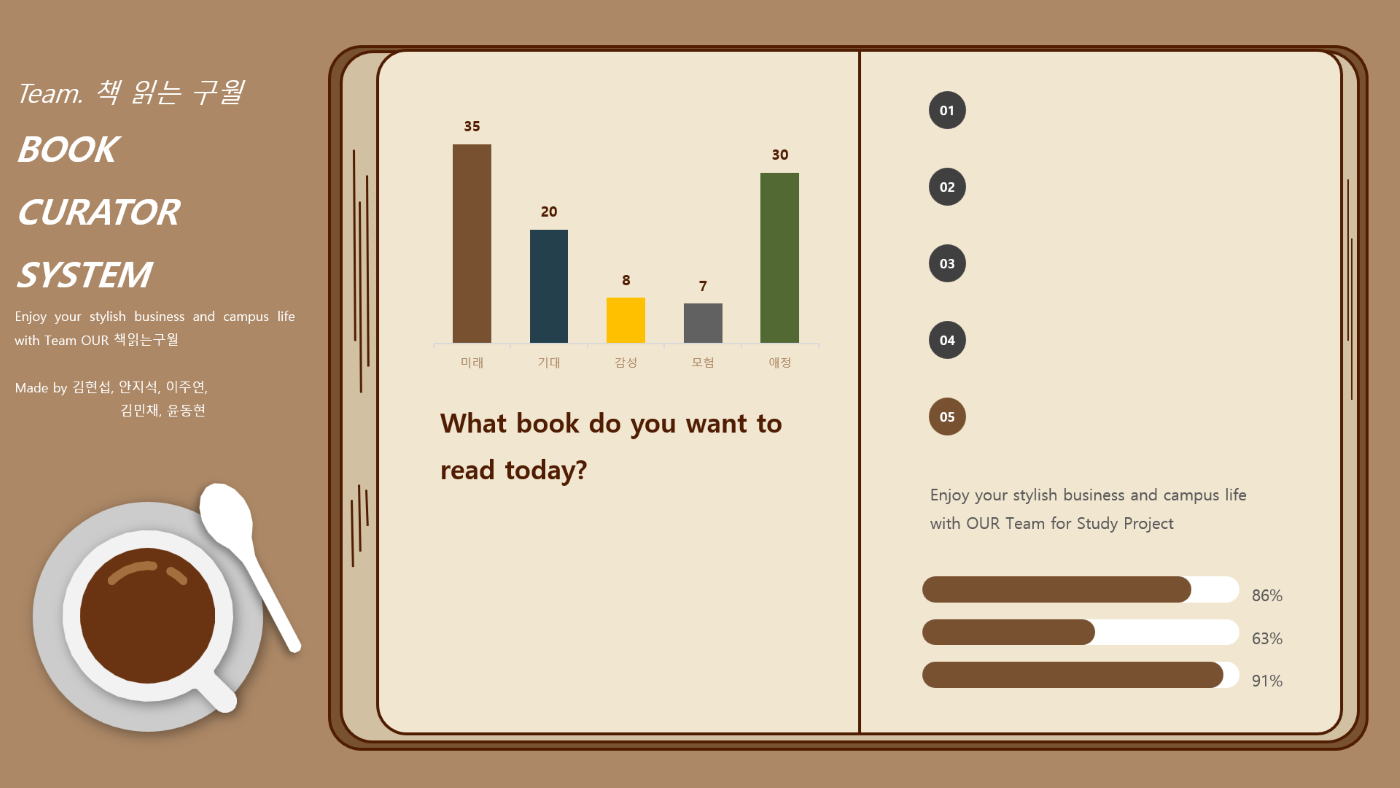 Team. 책 읽는 구월
BOOK
CURATOR
SYSTEM
Enjoy your stylish business and campus life
with Team OUR 책읽는구월
Made by 김현섭, 안지석, 이주연,
김민채, 윤동현
35
20
8
7
30
미래
기대
감성
모험
애정
What book do you want to
read today?
01
02
03
04
05
Enjoy your stylish business and campus life
with OUR Team for Study Project
86%
63%
91%